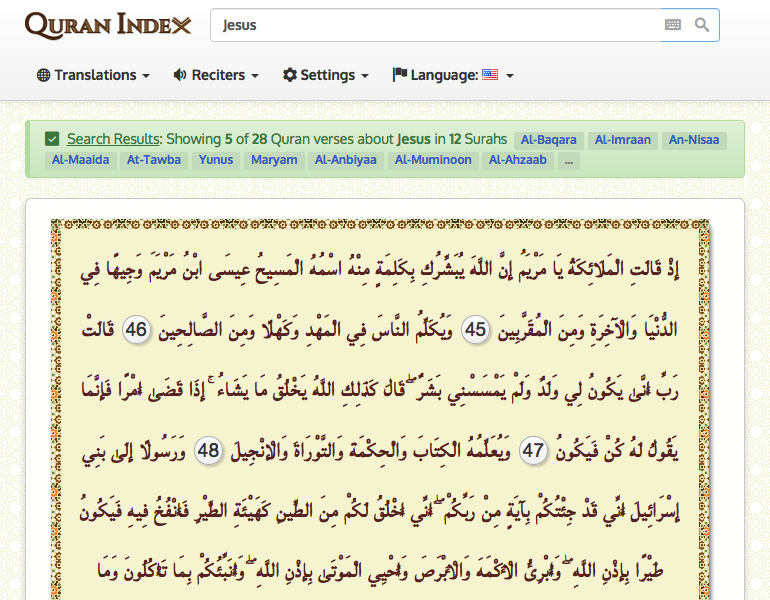 QURAN INDEX
Jesus
Translations Reciters Settings Language:
Search Results: Showing 5 of 28 Quran verses about Jesus in 12 Surahs Al-Baqara Al-Imraan An-Nisaa
Al-Maaida At-Tawba Yunus Maryam Al-Anbiyaa Al-Muminoon Al-Ahzaab ...
إِذْ قَالَتِ الْمَلَائِكَةُ يَا مَرْيَمُ إِنَّ اللَّهَ يُبَشِّرُكِ بِكَلِمَةٍ مِنْهُ اسْمُهُ الْمَسِيحُ عِيسَى ابْنُ مَرْيَمَ وَجِيهًا فِي
الدُّنْيَا وَالْآخِرَةِ وَمِنَ الْمُقَرَّبِينَ 45 وَيُكَلِّمُ النَّاسَ فِي الْمَهْدِ وَكَهْلًا وَمِنَ الصَّالِحِينَ 46 قَالَتْ
رَبِّ أَنَّى يَكُونُ لِي وَلَدٌ وَلَمْ يَمْسَسْنِي بَشَرٌ ۖ قَالَ كَذَلِكِ اللَّهُ يَخْلُقُ مَا يَشَاءُ ۚ إِذَا قَضَى أَمْرًا فَإِنَّمَا
يَقُولُ لَهُ كُنْ فَيَكُونُ 47 وَيُعَلِّمُهُ الْكِتَابَ وَالْحِكْمَةَ وَالتَّوْرَاةَ وَالْإِنْجِيلَ 48 وَرَسُولًا إِلَى بَنِي
إِسْرَائِيلَ أَنِّي قَدْ جِئْتُكُمْ بِآيَةٍ مِنْ رَبِّكُمْ ۖ أَنِّي أَخْلُقُ لَكُمْ مِنَ الطِّينِ كَهَيْئَةِ الطَّيْرِ فَأَنْفُخُ فِيهِ فَيَكُونُ
طَيْرًا بِإِذْنِ اللَّهِ ۖ وَأُبْرِئُ الْأَكْمَهَ وَالْأَبْرَصَ وَأُحْيِي الْمَوْتَى بِإِذْنِ اللَّهِ ۖ وَأُنَبِّئُكُمْ بِمَا تَأْكُلُونَ وَمَا